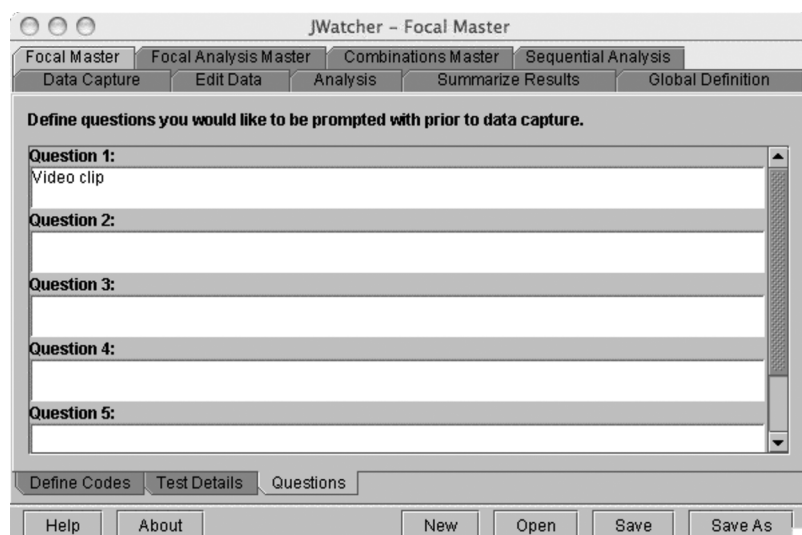 JWatcher – Focal Master
Focal Master Focal Analysis Master Combinations Master Sequential Analysis
Data Capture Edit Data Analysis Summarize Results Global Definition
Define questions you would like to be prompted with prior to data capture.
Question 1:
Video clip
Question 2:
Question 3:
Question 4:
Question 5:
Define Codes Test Details Questions
Help About New Open Save Save As